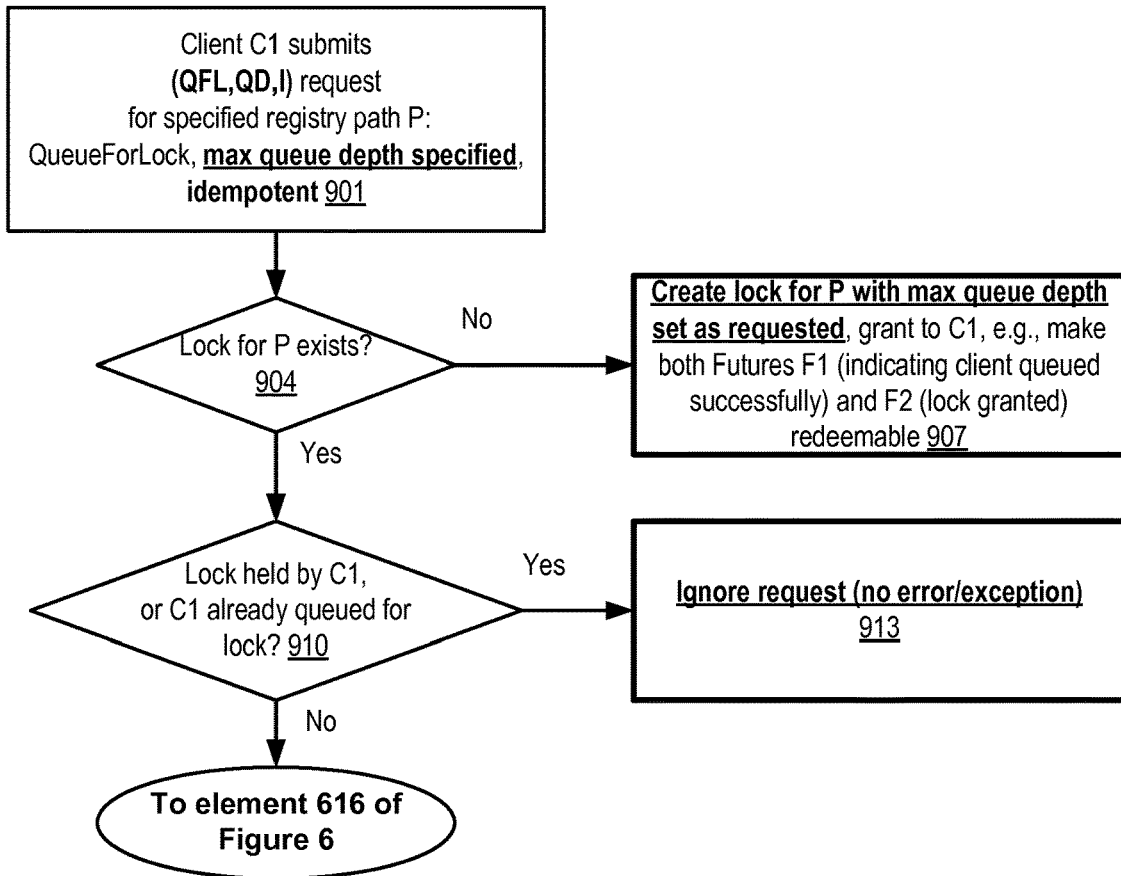 Client C1 submits
(QFL,QD,I) request
for specified registry path P:
QueueForLock, max queue depth specified,
idempotent 901
Lock for P exists?
904
No
Create lock for P with max queue depth
set as requested, grant to C1, e.g., make
both Futures F1 (indicating client queued
successfully) and F2 (lock granted)
redeemable 907
Yes
Lock held by C1,
or C1 already queued for
lock? 910
Yes
Ignore request (no error/exception)
913
No
To element 616 of
Figure 6